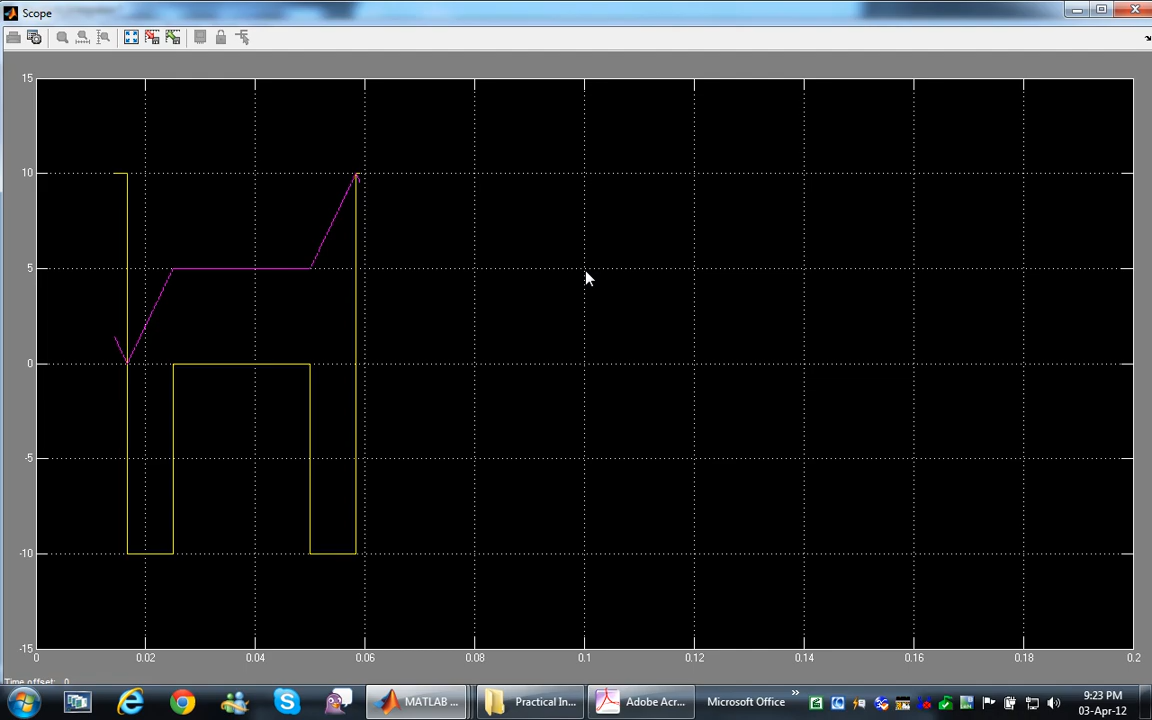 Scope
15
10
5
0
-5
-10
-15
0 0.02 0.04 0.06 0.08 0.1 0.12 0.14 0.16 0.18 0.2
Time offset: 0
MATLAB ... Practical In... Adobe Acr... Microsoft Office » 9:23 PM
03-Apr-12